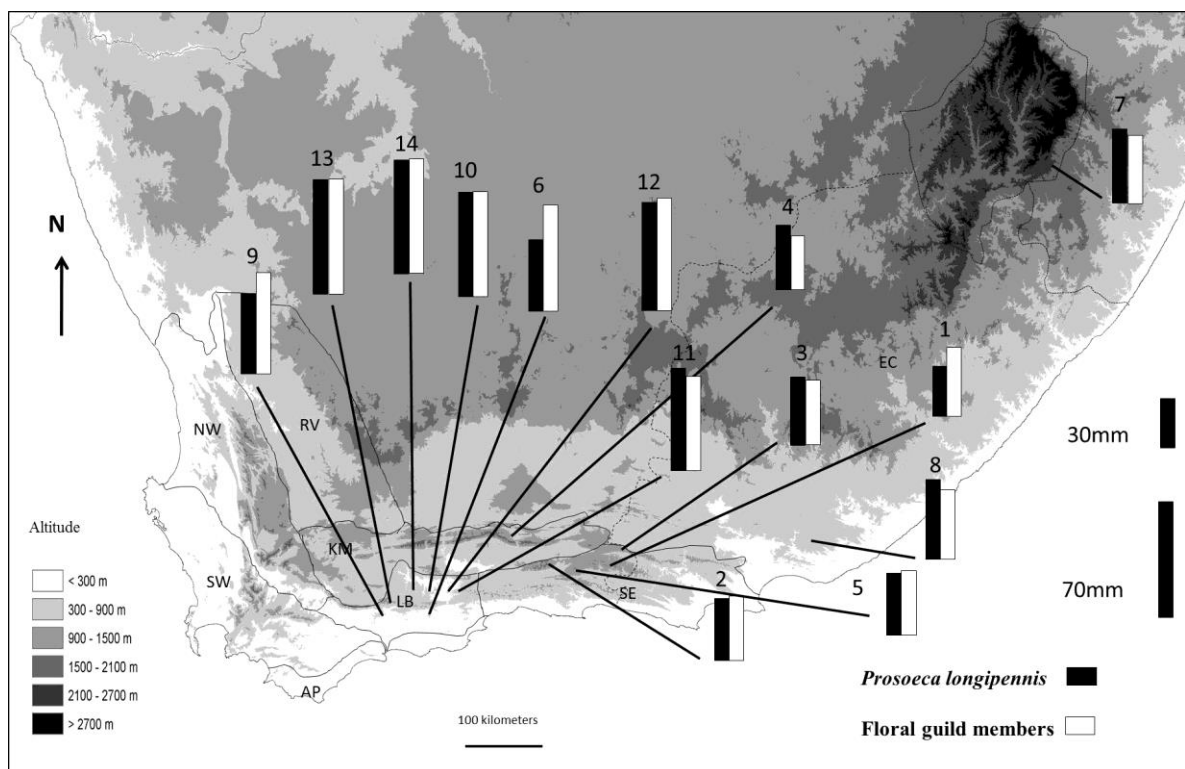 7
14
13
10
12
6
4
N
9
1
EC
11
3
RV
NW
30mm
8
Altitude
KM
< 300 m
SW
LB
SE
2
5
70mm
300 - 900 m
900 - 1500 m
1500 - 2100 m
2100 - 2700 m
> 2700 m
AP
100 kilometers
Prosoeca longipennis
Floral guild members